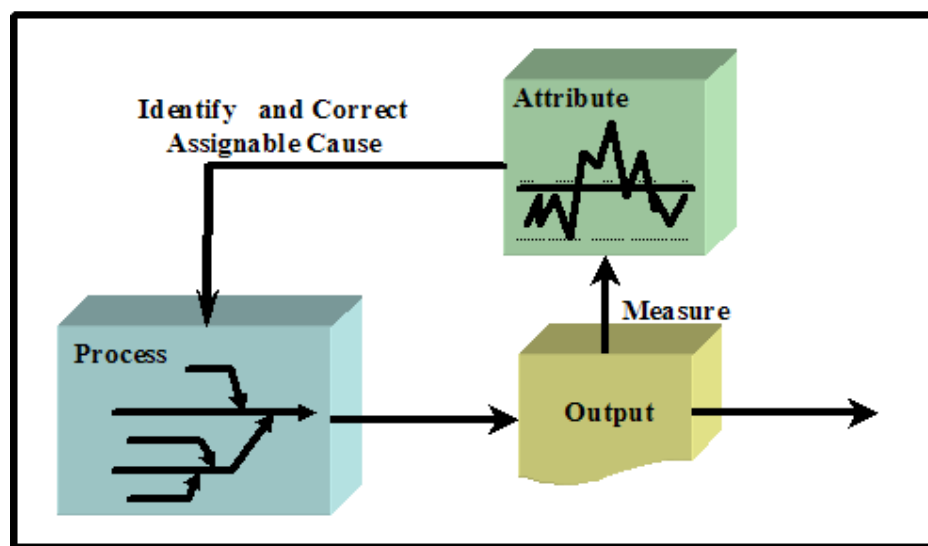 Attribute
Identify and Correct
Assignable Cause
Measure
Process
Output